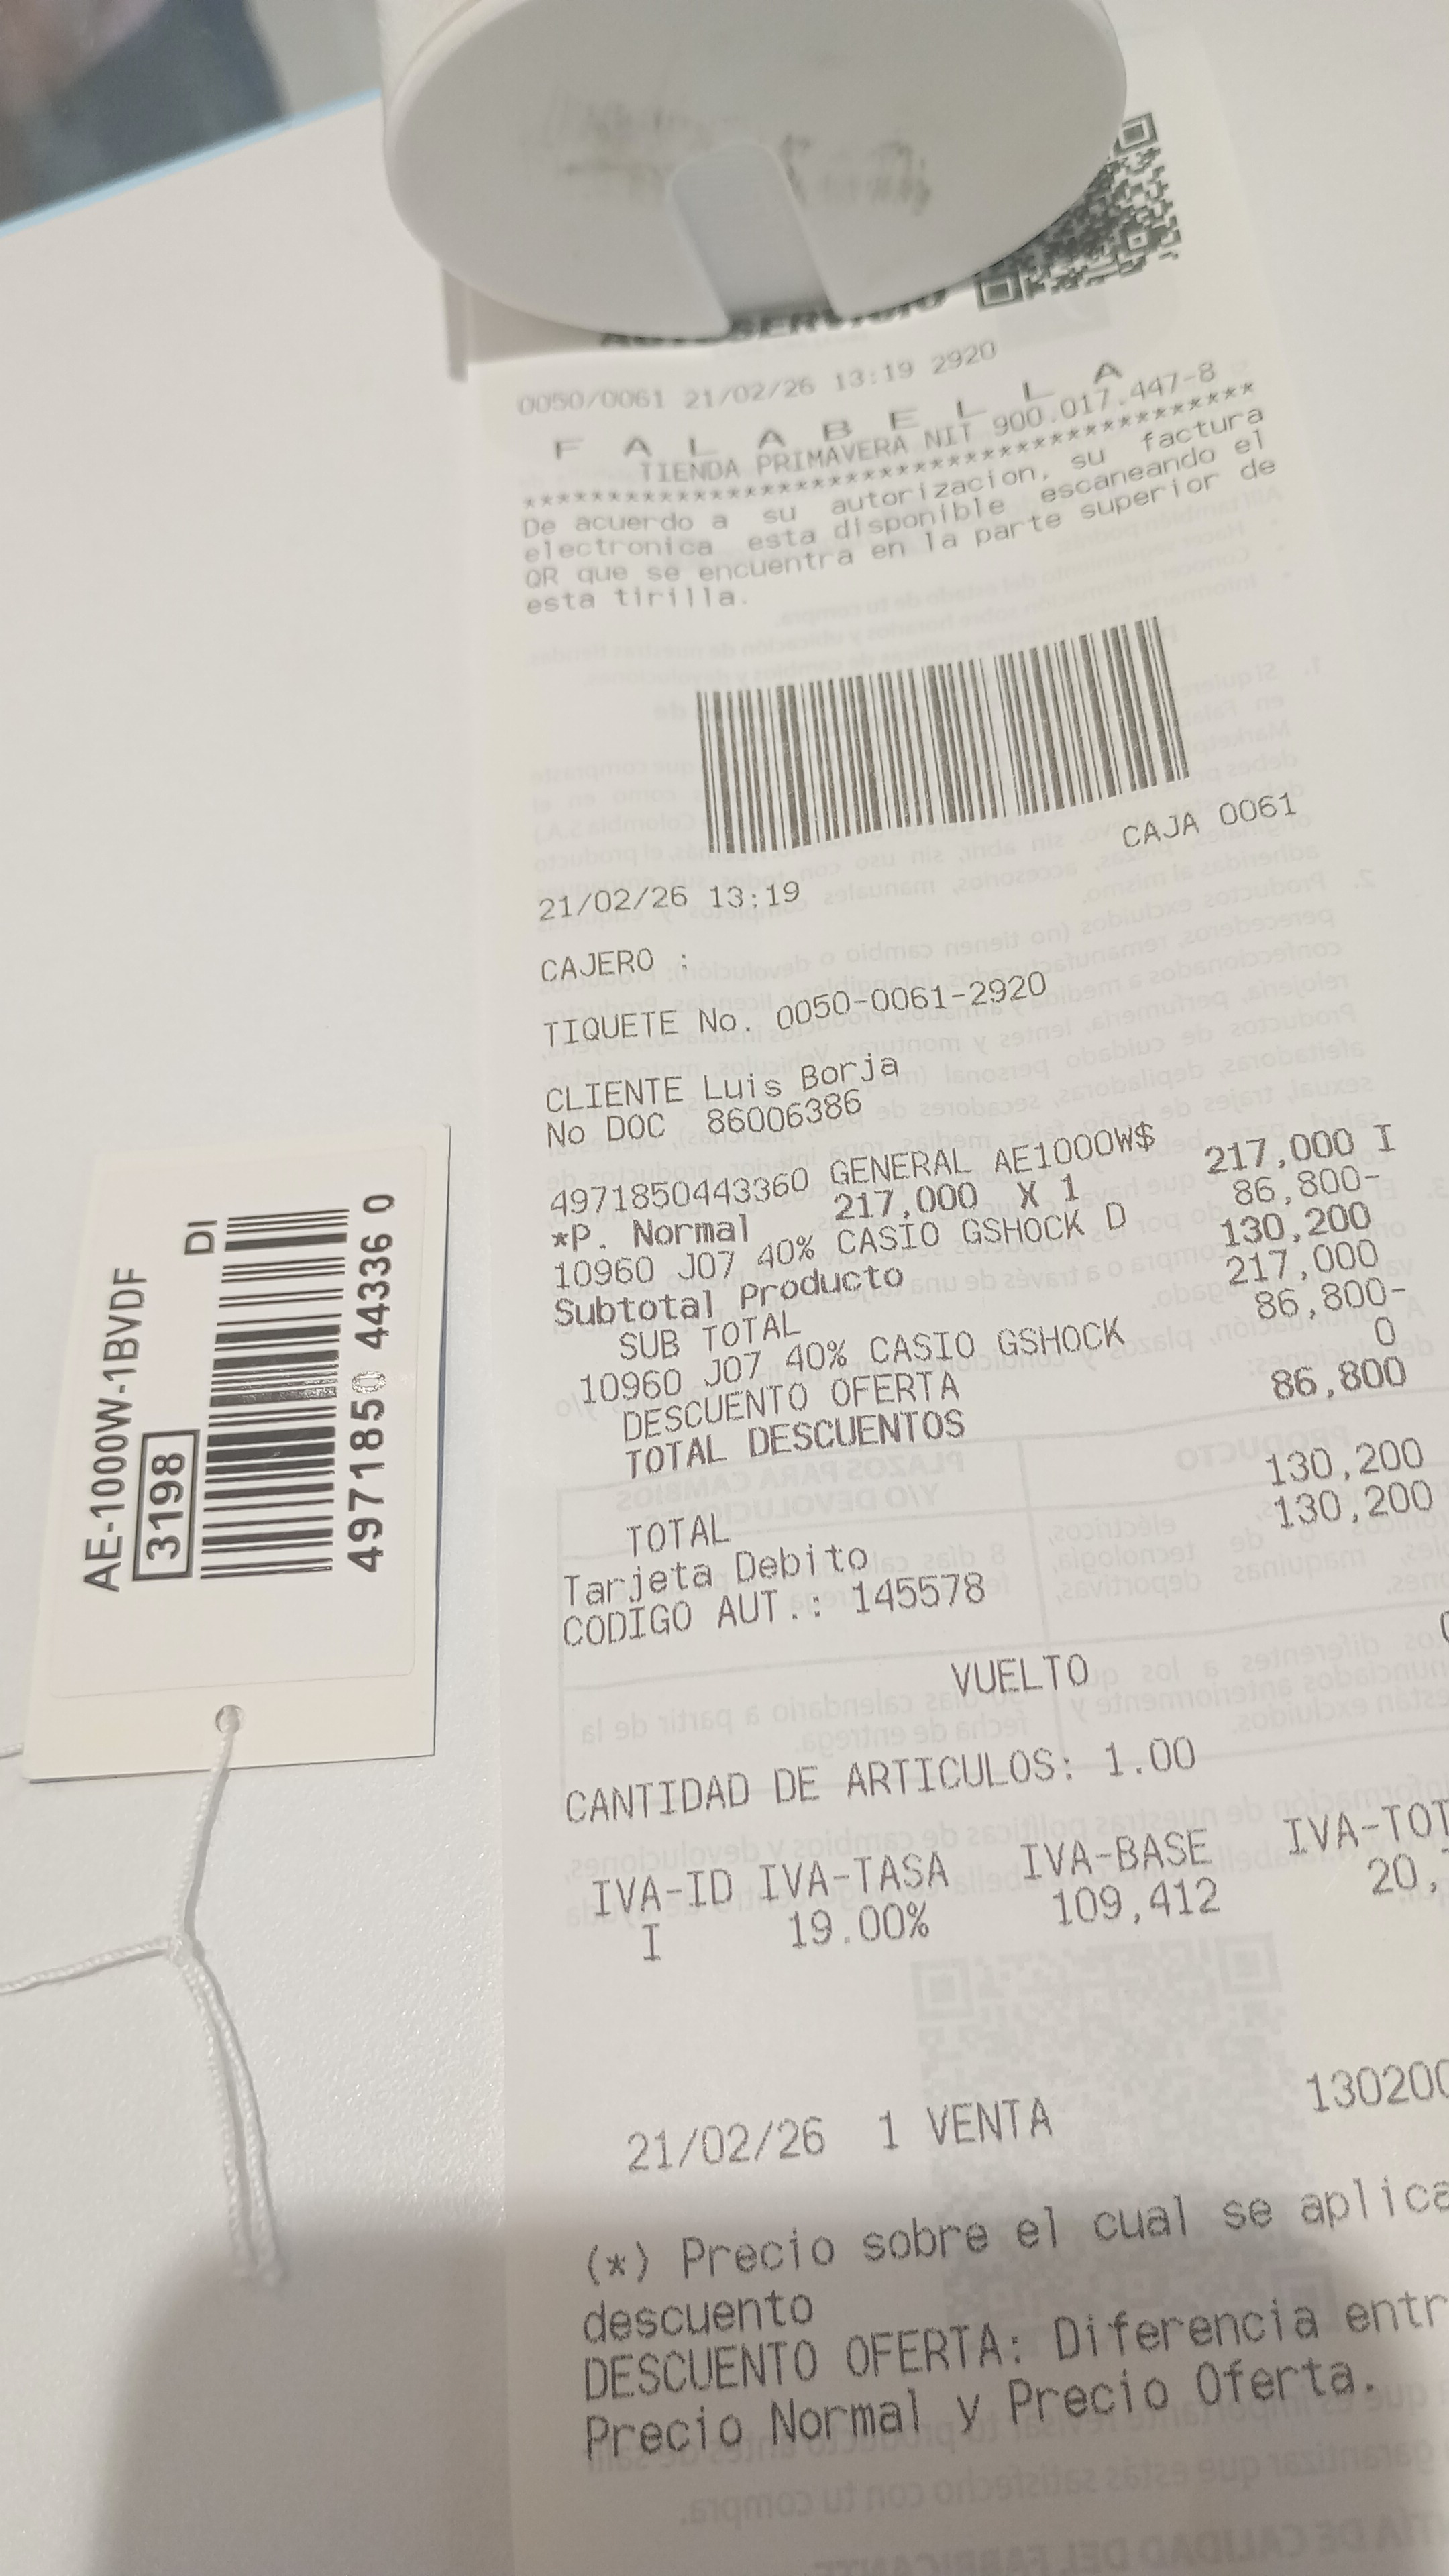 0050/0061 21/02/26 13:19 2920
F A L A B E L L A
TIENDA PRIMAVERA NIT 900.017.447-8
****************************************
De acuerdo a su autorizacion, su factura
electronica esta disponible escaneando el
QR que se encuentra en la parte superior de
esta tirilla.
CAJA 0061
21/02/26 13:19
CAJERO :
TIQUETE No. 0050-0061-2920
CLIENTE Luis Borja
No DOC 86006386
4971850443360 GENERAL AE1000W$ 217,000 I
*P. Normal 217,000 X 1
10960 J07 40% CASIO GSHOCK D 86,800-
Subtotal Producto 130,200
SUB TOTAL 217,000
10960 J07 40% CASIO GSHOCK 86,800-
DESCUENTO OFERTA 0
TOTAL DESCUENTOS 86,800
TOTAL 130,200
Tarjeta Debito 130,200
CODIGO AUT.: 145578
VUELTO
CANTIDAD DE ARTICULOS: 1.00
IVA-ID IVA-TASA IVA-BASE IVA-TOT
I 19.00% 109,412 20,
21/02/26 1 VENTA 130200
(*) Precio sobre el cual se aplica
descuento
DESCUENTO OFERTA: Diferencia entr
Precio Normal y Precio Oferta.
AE-1000W-1BVDF
3198 DI
4971850 44336 0